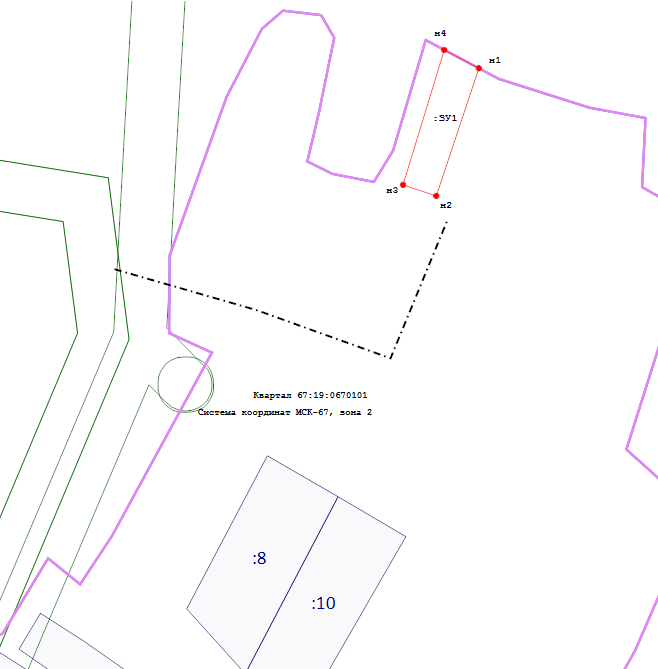 н4
н1
:ЗУ1
н3
н2
Квартал 67:19:0670101
Система координат МСК-67, зона 2
:8
:10